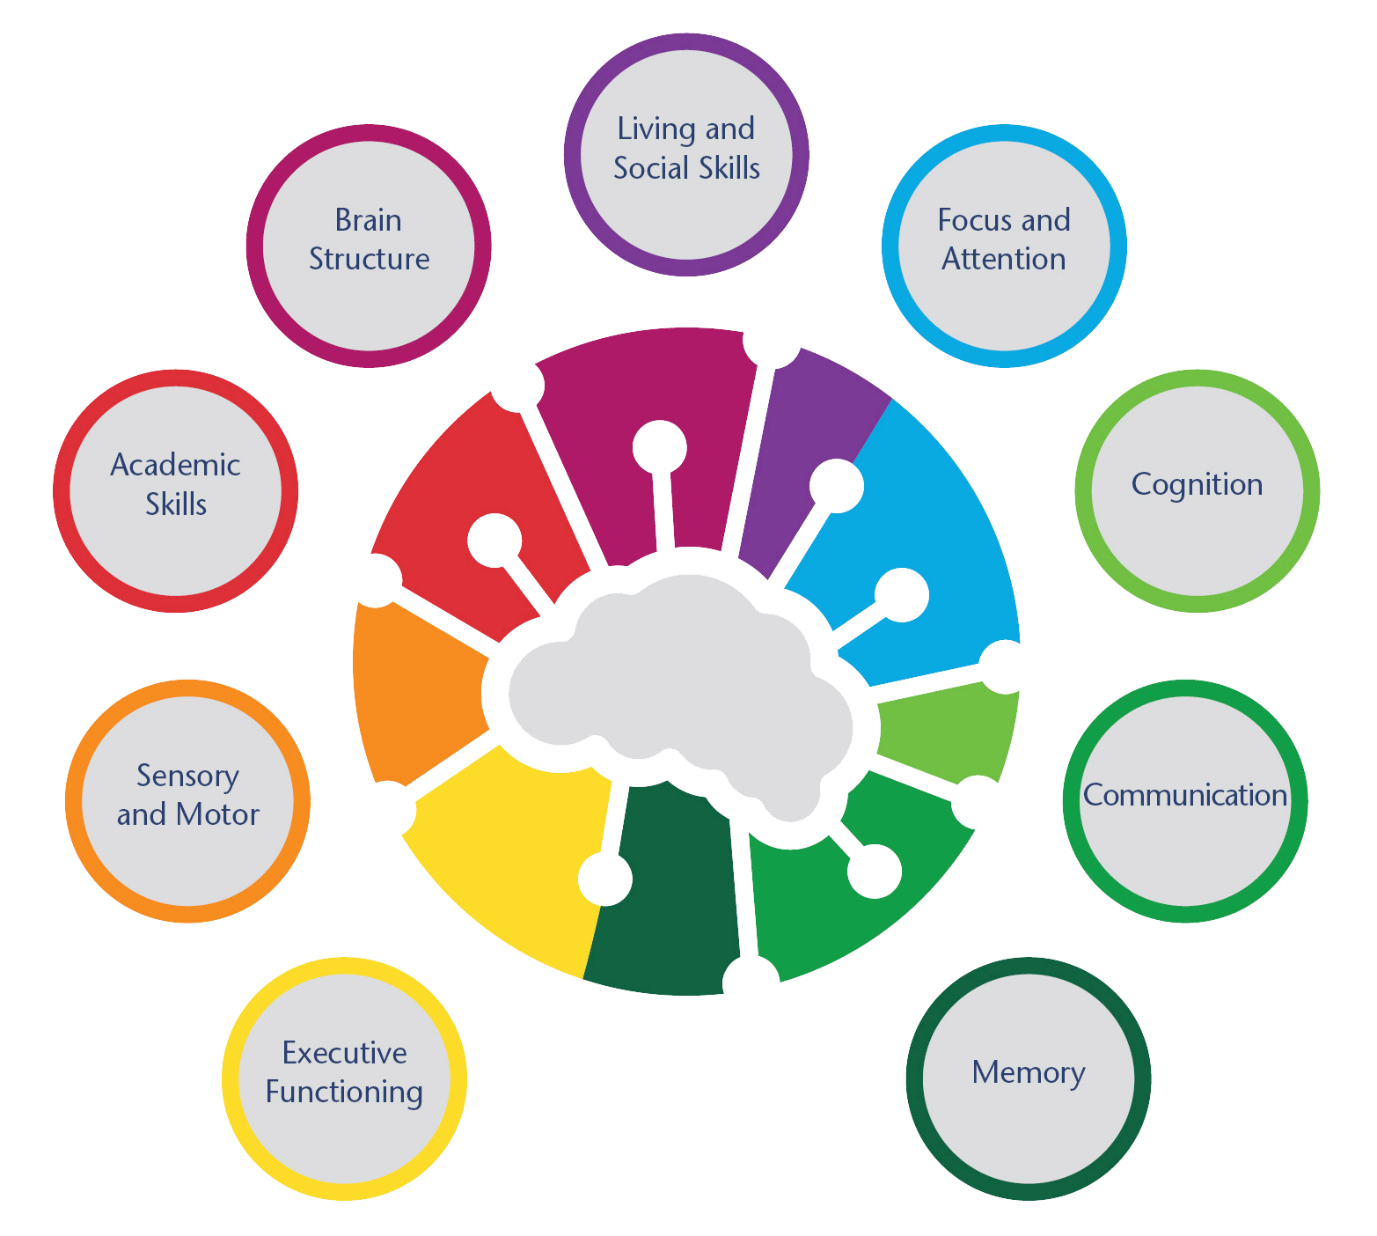 Living and
Social Skills
Brain
Structure
Focus and
Attention
Academic
Skills
Cognition
Sensory
and Motor
Communication
Executive
Functioning
Memory